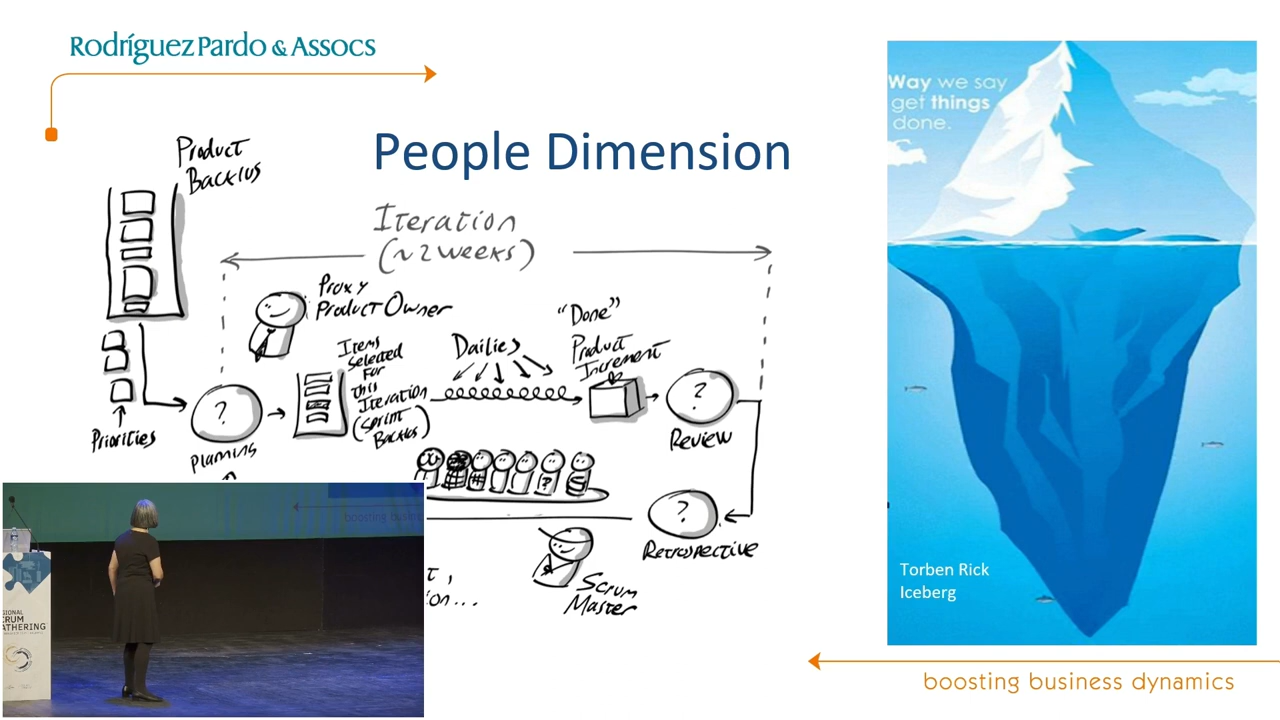 Rodríguez Pardo & Assocs
People Dimension
Product
Backlog
Iteration
(~2 weeks)
Proxy
Product Owner
Items
Selected
For
this
Iteration
(Sprint
Backlog)
Dailies
"Done"
Product
Increment
?
?
Review
Priorities
Planning
?
Retrospective
Scrum
Master
Way we say
get things
done.
Torben Rick
Iceberg
boosting business dynamics